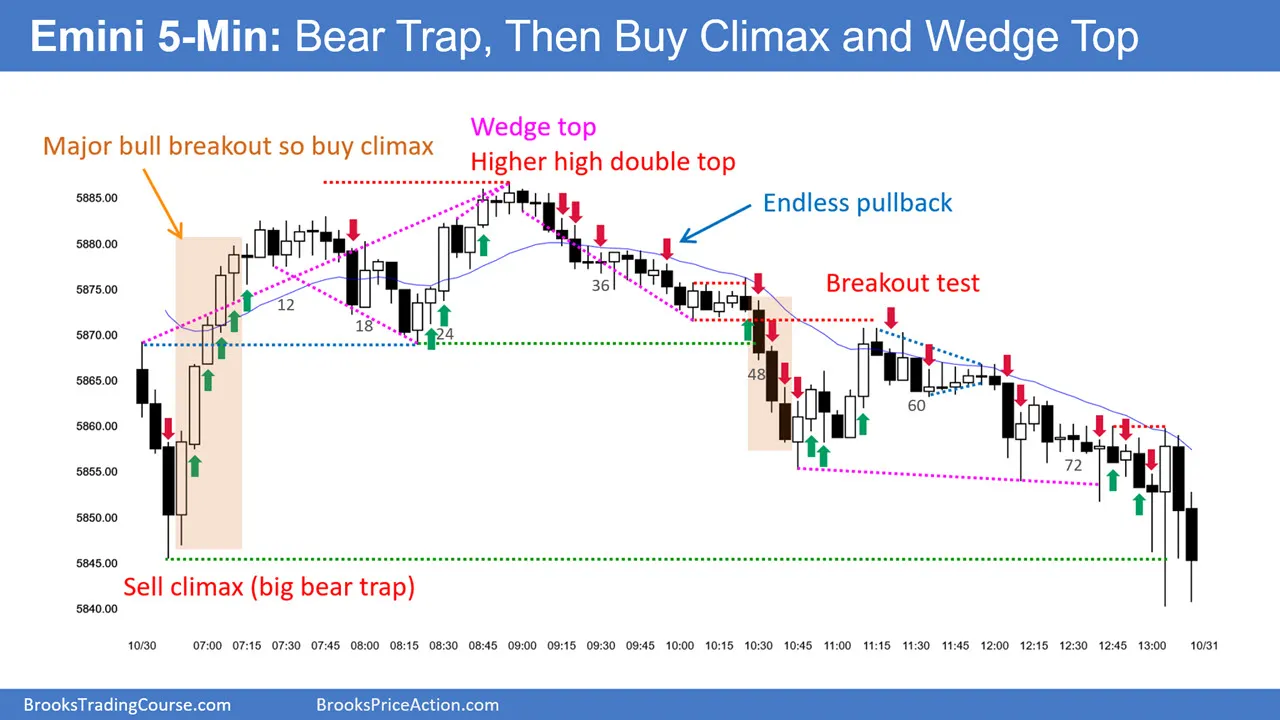 Emini 5-Min: Bear Trap, Then Buy Climax and Wedge Top
Wedge top
Major bull breakout so buy climax
Higher high double top
5885.00
Endless pullback
5880.00
5875.00
36
Breakout test
12
5870.00
18
24
5865.00
48
5860.00
60
5855.00
72
5850.00
5845.00
Sell climax (big bear trap)
5840.00
10/30 07:00 07:15 07:30 07:45 08:00 08:15 08:30 08:45 09:00 09:15 09:30 09:45 10:00 10:15 10:30 10:45 11:00 11:15 11:30 11:45 12:00 12:15 12:30 12:45 13:00 10/31
BrooksTradingCourse.com BrooksPriceAction.com